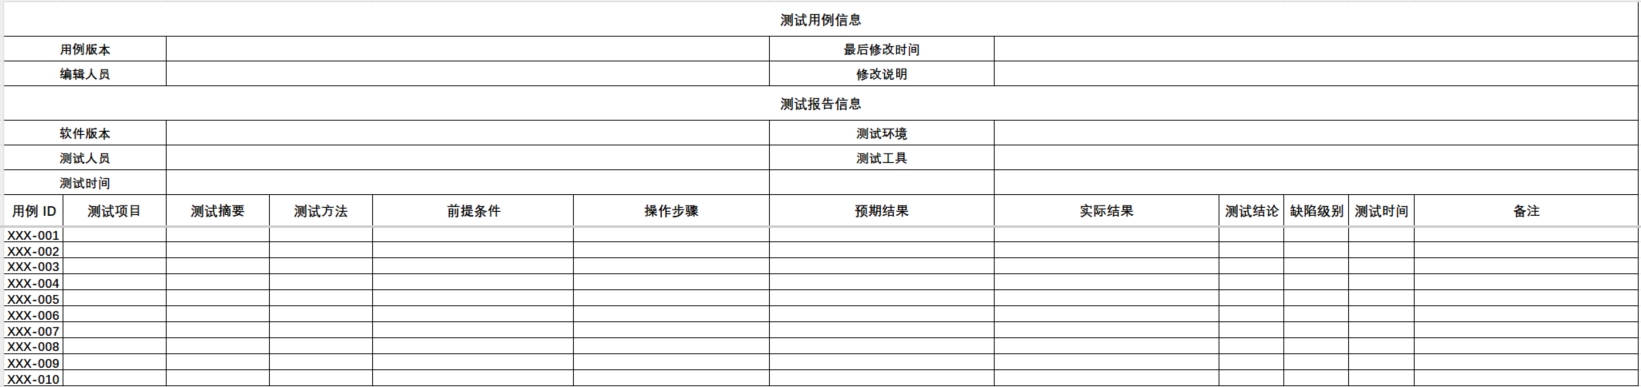 测试用例信息
用例版本 最后修改时间
编辑人员 修改说明
测试报告信息
软件版本 测试环境
测试人员 测试工具
测试时间
用例 ID 测试项目 测试摘要 测试方法 前提条件 操作步骤 预期结果 实际结果 测试结论 缺陷级别 测试时间 备注
XXX-001
XXX-002
XXX-003
XXX-004
XXX-005
XXX-006
XXX-007
XXX-008
XXX-009
XXX-010